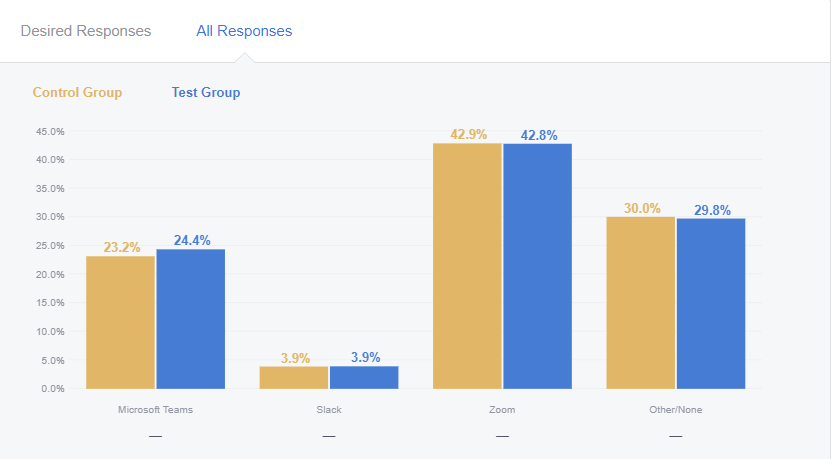 Desired Responses All Responses
Control Group Test Group
45.0%
40.0%
35.0%
30.0%
25.0%
20.0%
15.0%
10.0%
5.0%
0.0%
23.2% 24.4% 3.9% 3.9% 42.9% 42.8% 30.0% 29.8%
Microsoft Teams Slack Zoom Other/None
— — — —